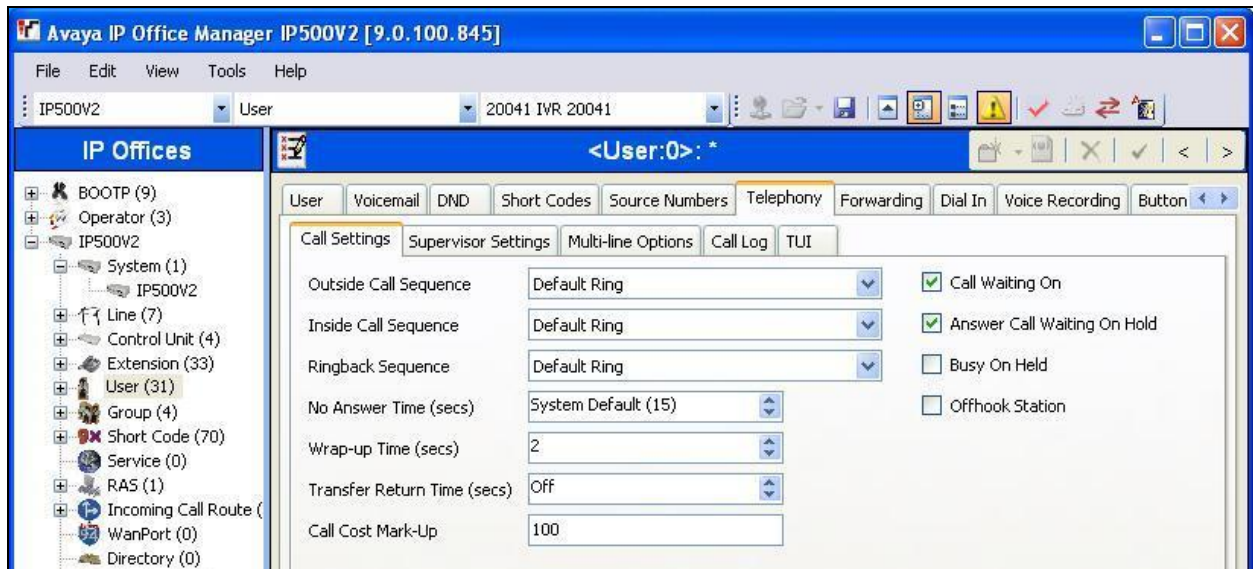 Avaya IP Office Manager IP500V2 [9.0.100.845]
File Edit View Tools Help
IP500V2 User 20041 IVR 20041
IP Offices
BOOTP (9)
Operator (3)
IP500V2
System (1)
IP500V2
Line (7)
Control Unit (4)
Extension (33)
User (31)
Group (4)
Short Code (70)
Service (0)
RAS (1)
Incoming Call Route (
WanPort (0)
Directory (0)
<User:0>: *
User Voicemail DND Short Codes Source Numbers Telephony Forwarding Dial In Voice Recording Button
Call Settings Supervisor Settings Multi-line Options Call Log TUI
Outside Call Sequence Default Ring
Inside Call Sequence Default Ring
Ringback Sequence Default Ring
No Answer Time (secs) System Default (15)
Wrap-up Time (secs) 2
Transfer Return Time (secs) Off
Call Cost Mark-Up 100
Call Waiting On
Answer Call Waiting On Hold
Busy On Held
Offhook Station